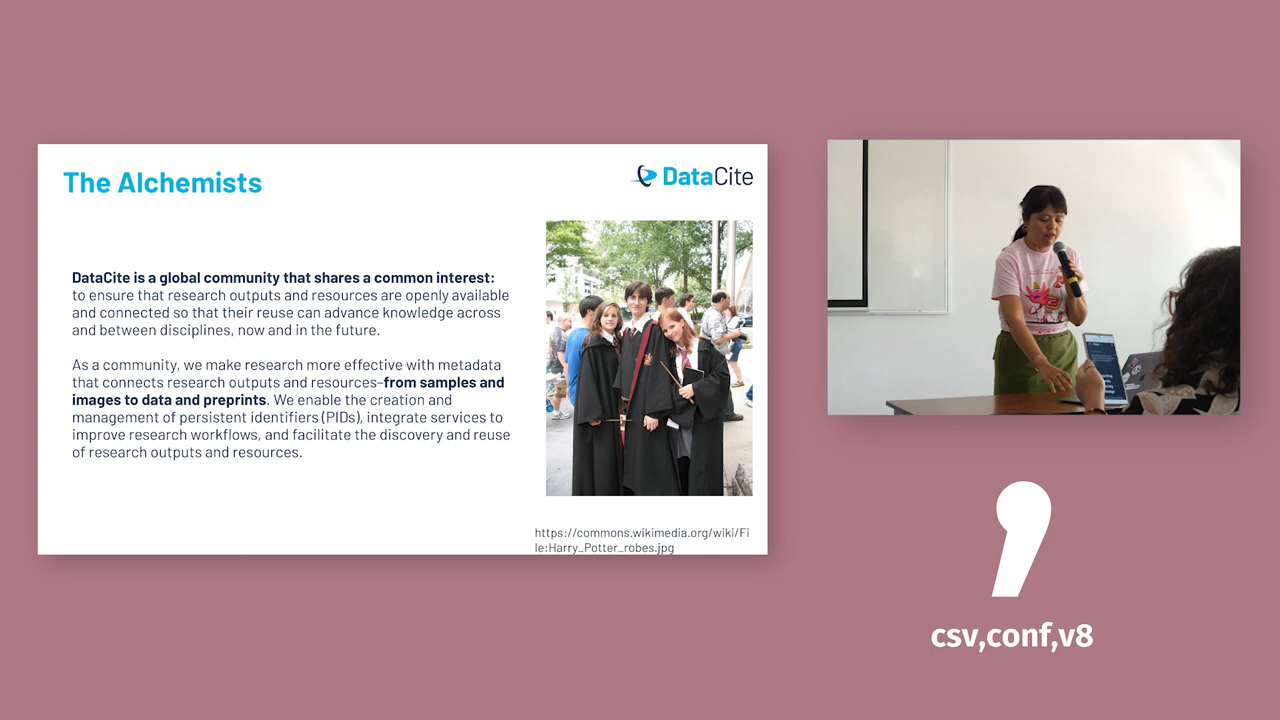 The Alchemists
DataCite
DataCite is a global community that shares a common interest:
to ensure that research outputs and resources are openly available
and connected so that their reuse can advance knowledge across
and between disciplines, now and in the future.
As a community, we make research more effective with metadata
that connects research outputs and resources–from samples and
images to data and preprints. We enable the creation and
management of persistent identifiers (PIDs), integrate services to
improve research workflows, and facilitate the discovery and reuse
of research outputs and resources.
https://commons.wikimedia.org/wiki/Fi
le:Harry_Potter_robes.jpg
csv,conf,v8